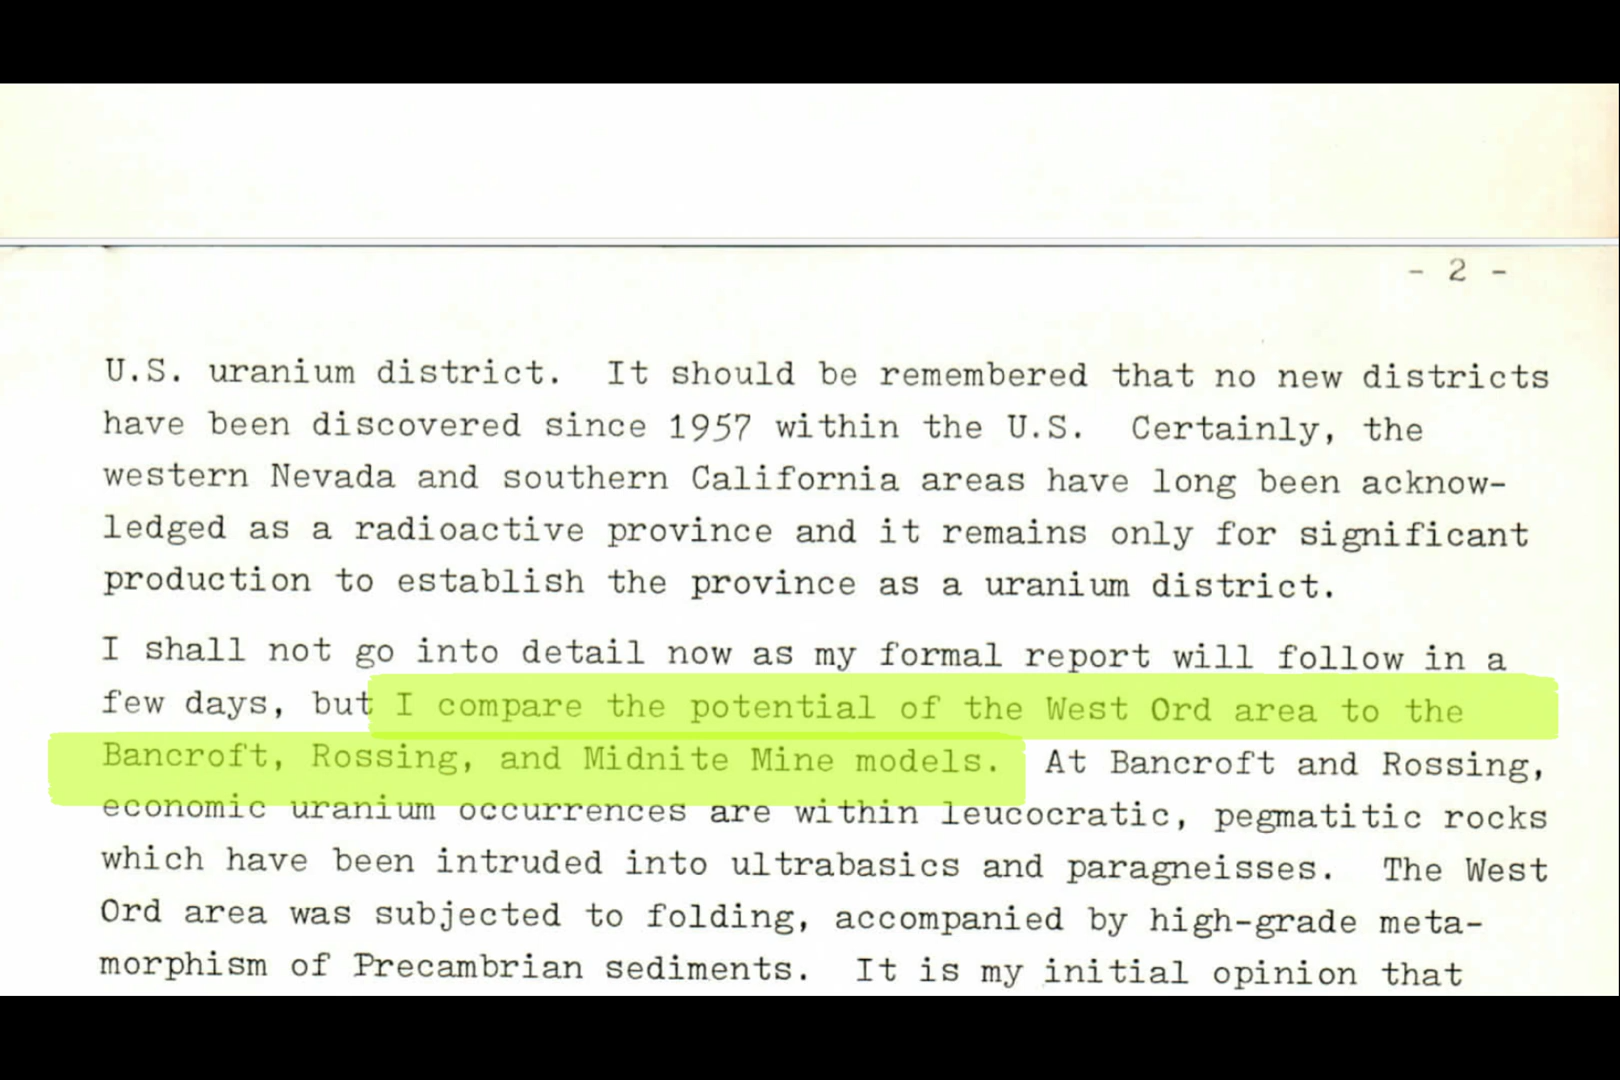 - 2 -
U.S. uranium district. It should be remembered that no new districts
have been discovered since 1957 within the U.S. Certainly, the
western Nevada and southern California areas have long been acknow-
ledged as a radioactive province and it remains only for significant
production to establish the province as a uranium district.
I shall not go into detail now as my formal report will follow in a
few days, but I compare the potential of the West Ord area to the
Bancroft, Rossing, and Midnite Mine models. At Bancroft and Rossing,
economic uranium occurrences are within leucocratic, pegmatitic rocks
which have been intruded into ultrabasics and paragneisses. The West
Ord area was subjected to folding, accompanied by high-grade meta-
morphism of Precambrian sediments. It is my initial opinion that